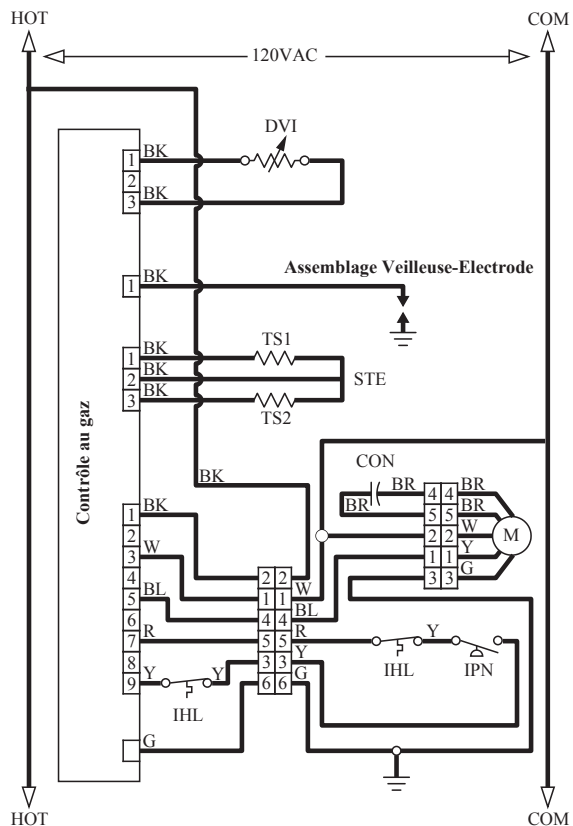 HOT COM
120VAC
DVI
1 BK
2
3 BK
Assemblage Veilleuse-Electrode
1 BK
TS1
1 BK
2 BK STE
3 BK
TS2
Contrôle au gaz
BK
CON
BR 4 4 BR
BR 5 5 BR
2 2 W
1 1 Y
3 3 G
M
1 BK
2
3 W
4
5 BL
6
7 R
8
9 Y Y
IHL
G
2 2
1 1 W
4 4 BL
5 5 R
3 3 Y
6 6 G
Y
IHL IPN
HOT COM